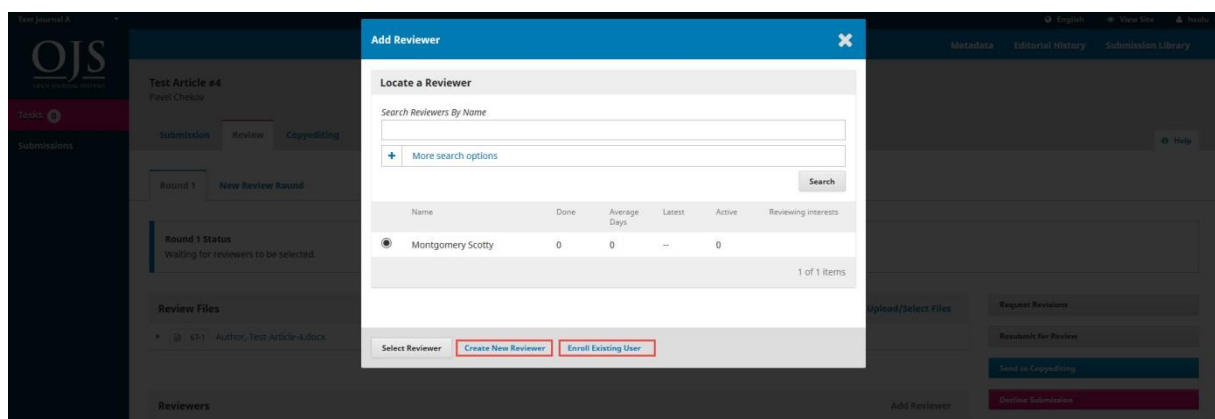 Test Journal A
English View Site
Add Reviewer
OJS
OPEN JOURNAL SYSTEMS
Metadata Editorial History Submission Library
Test Article #4
Pavel Chekov
Locate a Reviewer
Search Reviewers By Name
Tasks 0
Submission Review Copyediting
Help
Submissions
+ More search options
Search
Round 1 New Review Round
Name Done Average Days Latest Active Reviewing interests
Montgomery Scotty 0 0 -- 0
Round 1 Status
Waiting for reviewers to be selected.
1 of 1 items
Review Files
Upload/Select Files
Request Revisions
67-1 Author, Test-Article-4.docx
Resubmit for Review
Select Reviewer Create New Reviewer Enroll Existing User
Send to Copyediting
Decline Submission
Reviewers
Add Reviewer